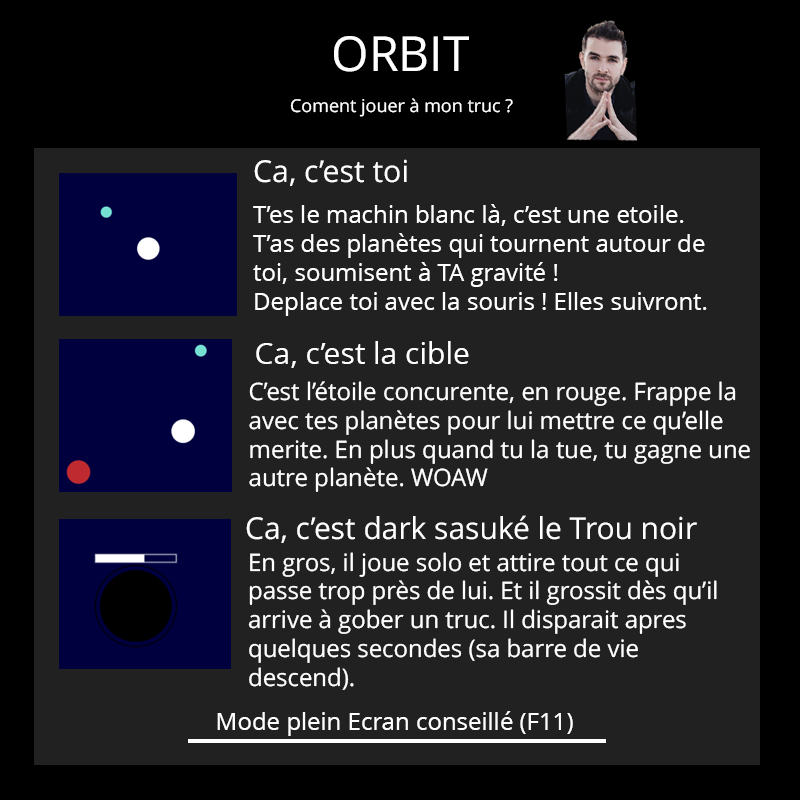 ORBIT
Coment jouer à mon truc ?
Ca, c’est toi
T’es le machin blanc là, c’est une etoile.
T’as des planètes qui tournent autour de
toi, soumisent à TA gravité !
Deplace toi avec la souris ! Elles suivront.
Ca, c’est la cible
C’est l’étoile concurente, en rouge. Frappe la
avec tes planètes pour lui mettre ce qu’elle
merite. En plus quand tu la tue, tu gagne une
autre planète. WOAW
Ca, c’est dark sasuké le Trou noir
En gros, il joue solo et attire tout ce qui
passe trop près de lui. Et il grossit dès qu’il
arrive à gober un truc. Il disparait apres
quelques secondes (sa barre de vie
descend).
Mode plein Ecran conseillé (F11)